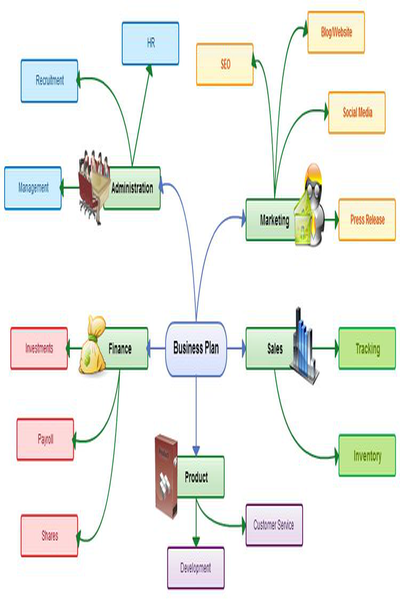 Blog/Website
HR
SEO
Recruitment
Social Media
Management
Administration
Marketing
Press Release
Investments
Finance
Business Plan
Sales
Tracking
Payroll
Inventory
Product
Customer Service
Shares
Development